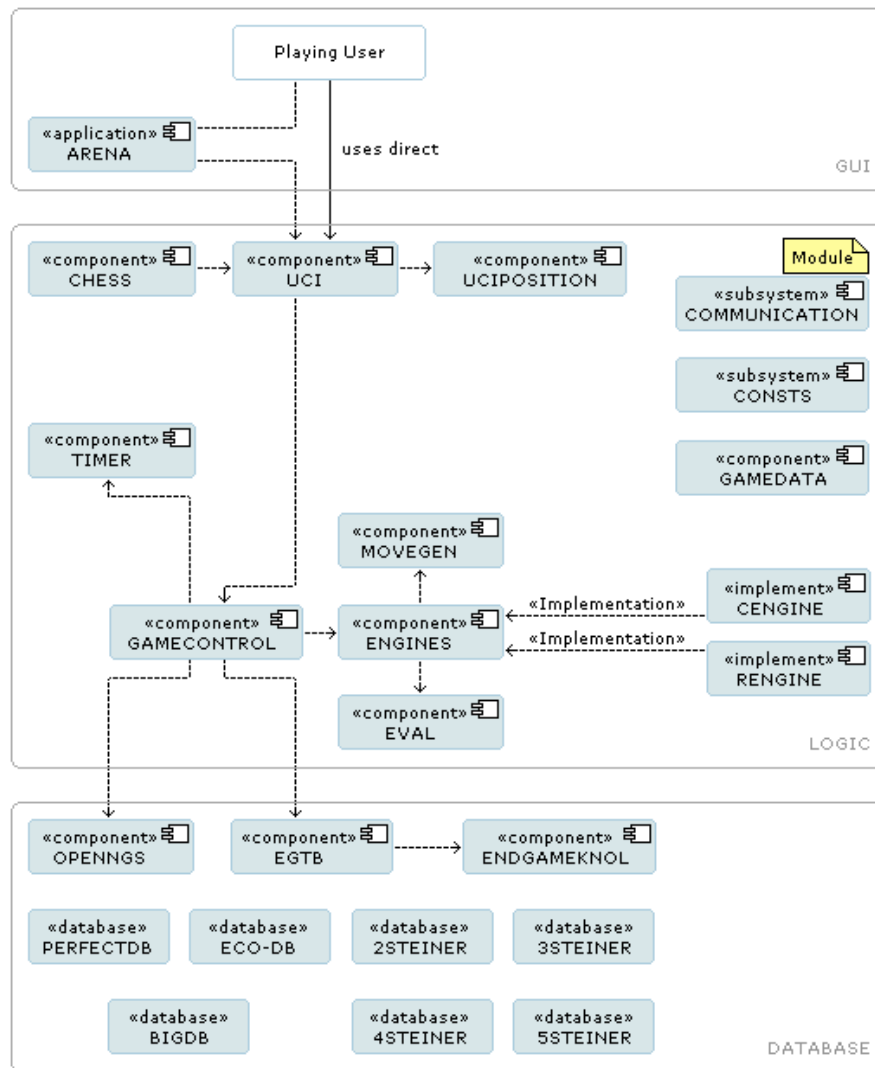 Playing User
«application»
ARENA
uses direct
GUI
«component»
CHESS
«component»
UCI
«component»
UCIPOSITION
Module
«subsystem»
COMMUNICATION
«subsystem»
CONSTS
«component»
TIMER
«component»
GAMEDATA
«component»
MOVEGEN
«Implementation»
«implement»
CENGINE
«component»
GAMECONTROL
«component»
ENGINES
«Implementation»
«implement»
RENGINE
«component»
EVAL
LOGIC
«component»
OPENNGS
«component»
EGTB
«component»
ENDGAMEKNOL
«database»
PERFECTDB
«database»
ECO-DB
«database»
2STEINER
«database»
3STEINER
«database»
BIGDB
«database»
4STEINER
«database»
5STEINER
DATABASE